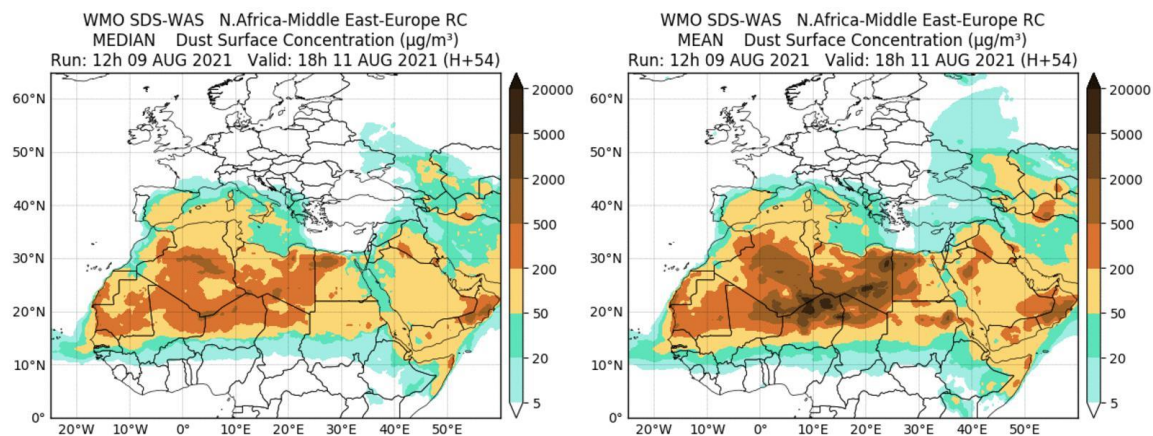 WMO SDS-WAS N.Africa-Middle East-Europe RC
MEDIAN Dust Surface Concentration (µg/m³)
Run: 12h 09 AUG 2021 Valid: 18h 11 AUG 2021 (H+54)
60°N
50°N
40°N
30°N
20°N
10°N
0°
20°W 10°W 0° 10°E 20°E 30°E 40°E 50°E
20000
5000
2000
500
200
50
20
5
WMO SDS-WAS N.Africa-Middle East-Europe RC
MEAN Dust Surface Concentration (µg/m³)
Run: 12h 09 AUG 2021 Valid: 18h 11 AUG 2021 (H+54)
60°N
50°N
40°N
30°N
20°N
10°N
0°
20°W 10°W 0° 10°E 20°E 30°E 40°E 50°E
20000
5000
2000
500
200
50
20
5